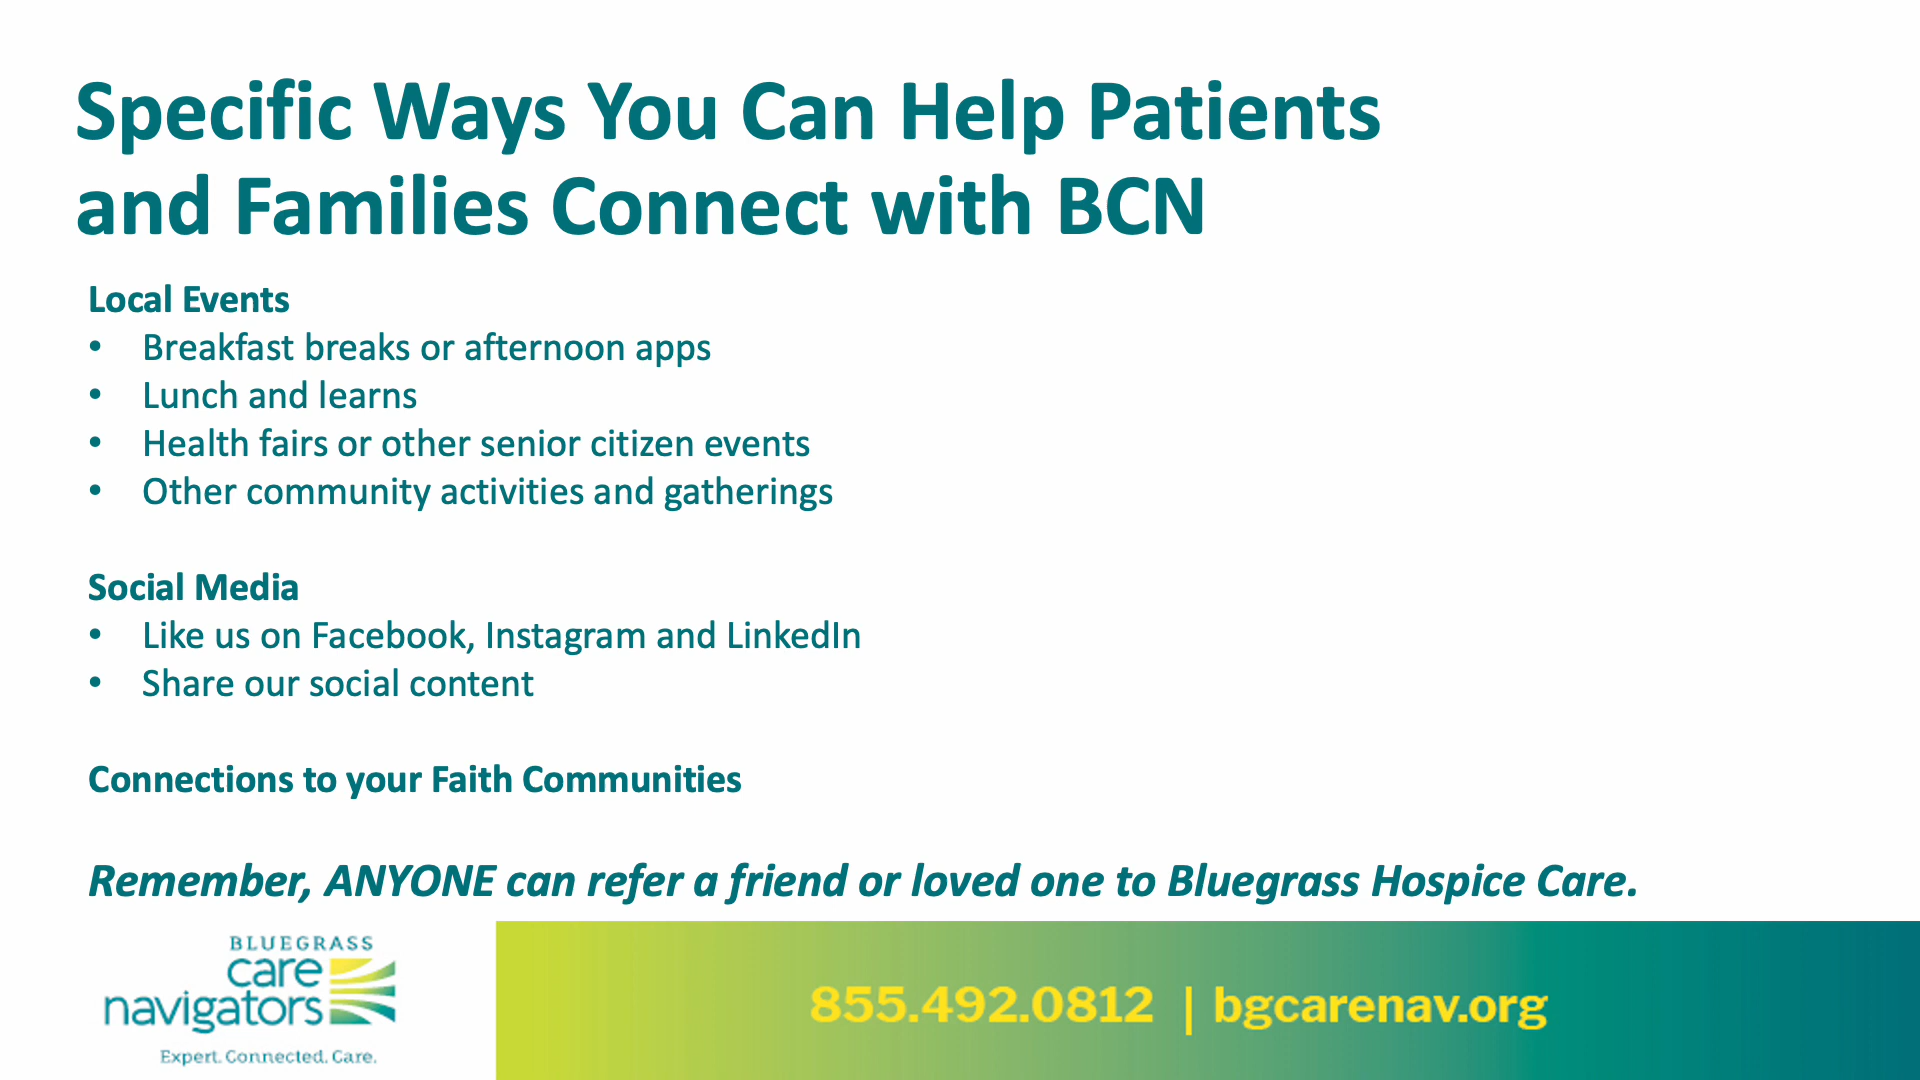 Specific Ways You Can Help Patients
and Families Connect with BCN
Local Events
• Breakfast breaks or afternoon apps
• Lunch and learns
• Health fairs or other senior citizen events
• Other community activities and gatherings
Social Media
• Like us on Facebook, Instagram and LinkedIn
• Share our social content
Connections to your Faith Communities
Remember, ANYONE can refer a friend or loved one to Bluegrass Hospice Care.
BLUEGRASS
care
navigators
Expert. Connected. Care.
855.492.0812 | bgcarenav.org